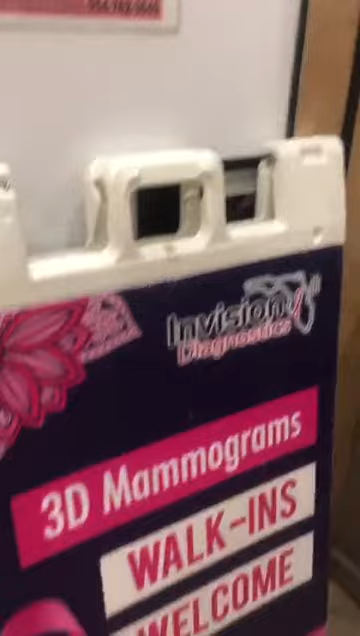 Invision
Diagnostics
3D Mammograms
WALK-INS
WELCOME